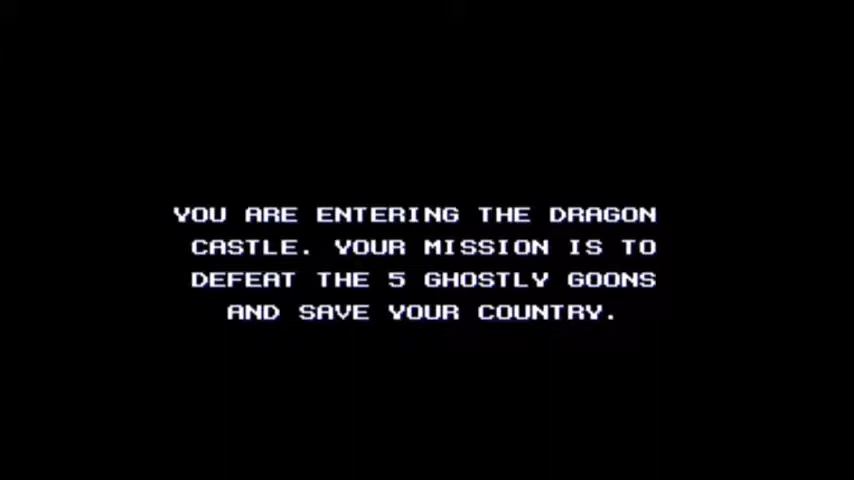 YOU ARE ENTERING THE DRAGON
CASTLE. YOUR MISSION IS TO
DEFEAT THE 5 GHOSTLY GOONS
AND SAVE YOUR COUNTRY.